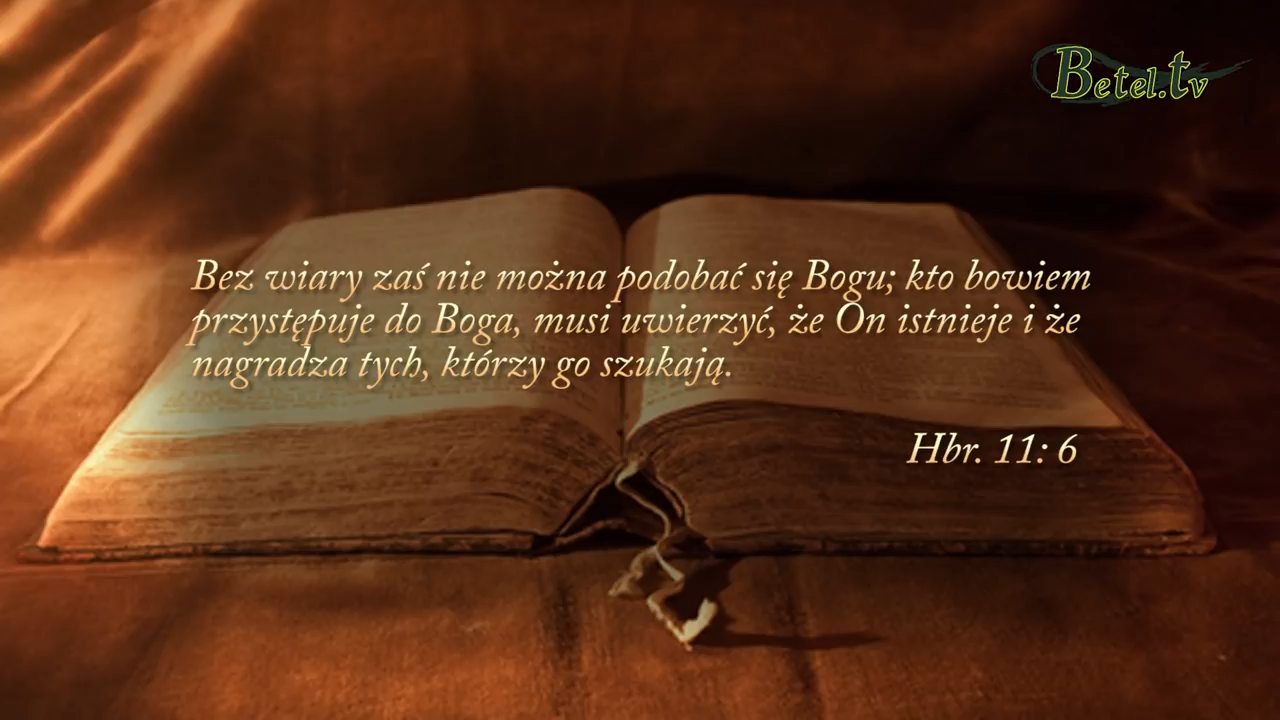 Betel.tv
Bez wiary zaś nie można podobać się Bogu; kto bowiem
przystępuje do Boga, musi uwierzyć, że On istnieje i że
nagradza tych, którzy go szukają.
Hbr. 11: 6